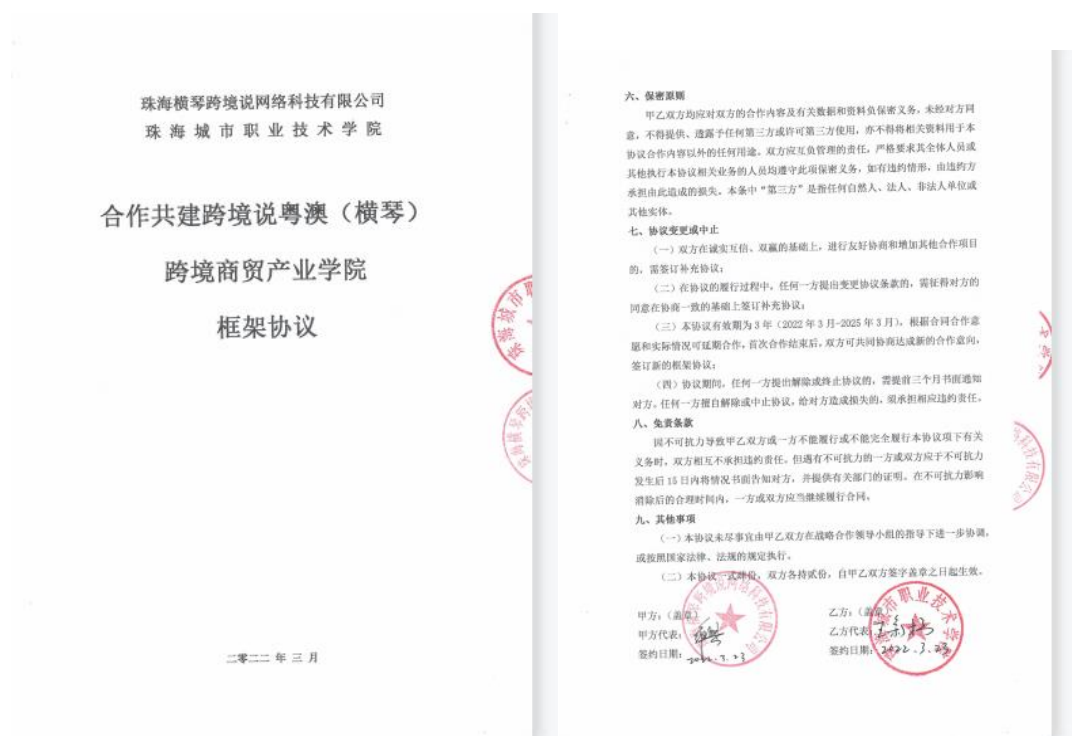 珠海横琴跨境说网络科技有限公司
珠海城市职业技术学院
合作共建跨境说粤澳（横琴）
跨境商贸产业学院
框架协议
二零二二年三月
六、保密原则
甲乙双方均应对双方的合作内容及有关数据和资料负保密义务，未经对方同
意，不得提供、透露予任何第三方或许可第三方使用，亦不得将相关资料用于本
协议合作内容以外的任何用途。双方应互负管理的责任，严格要求其全体人员或
其他执行本协议相关业务的人员均遵守此项保密义务，如有违约情形，由违约方
承担由此造成的损失。本条中“第三方”是指任何自然人、法人、非法人单位或
其他实体。
七、协议变更或中止
（一）双方在诚实互信、双赢的基础上，进行友好协商和增加其他合作项目
的，需签订补充协议；
（二）在协议的履行过程中，任何一方提出变更协议条款的，需征得对方的
同意在协商一致的基础上签订补充协议；
（三）本协议有效期为3年（2022年3月-2025年3月），根据合同合作意
愿和实际情况可延期合作，首次合作结束后，双方可共同协商达成新的合作意向，
签订新的框架协议；
（四）协议期间，任何一方提出解除或终止协议的，需提前三个月书面通知
对方。任何一方擅自解除或中止协议，给对方造成损失的，须承担相应违约责任。
八、免责条款
因不可抗力导致甲乙双方或一方不能履行或不能完全履行本协议项下有关
义务时，双方相互不承担违约责任。但遇有不可抗力的一方或双方应于不可抗力
发生后15日内将情况书面告知对方，并提供有关部门的证明。在不可抗力影响
消除后的合理时间内，一方或双方应当继续履行合同。
九、其他事项
（一）本协议未尽事宜由甲乙双方在战略合作领导小组的指导下进一步协调，
或按照国家法律、法规的规定执行。
（二）本协议一式肆份，双方各持贰份，自甲乙双方签字盖章之日起生效。
甲方：（盖章）
甲方代表：
签约日期：
乙方：（盖章）
乙方代表
签约日期：2022.3.23